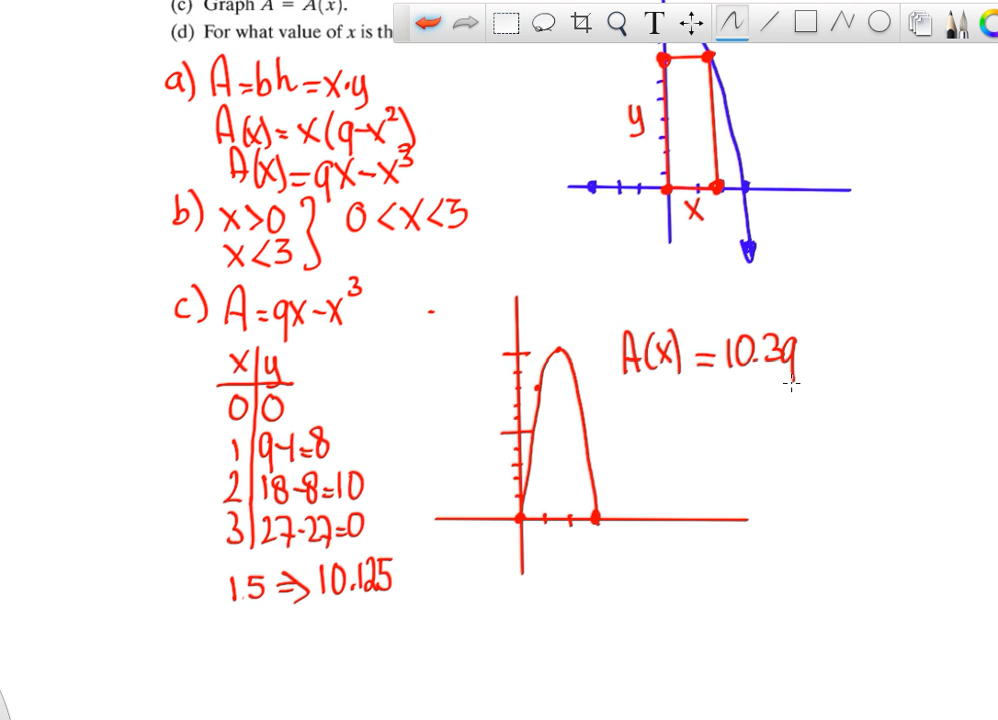 (c) Graph A = A(x).
(d) For what value of x is th
a) A=bh=x·y
A(x)=x(9-x²)
A(x)=9x-x³
b) x>0 } 0<x<3
x<3
c) A=9x-x³
x|y
0|0
1|9-1=8
2|18-8=10
3|27-27=0
1.5⇒10.125
y
x
A(x)=10.39
T